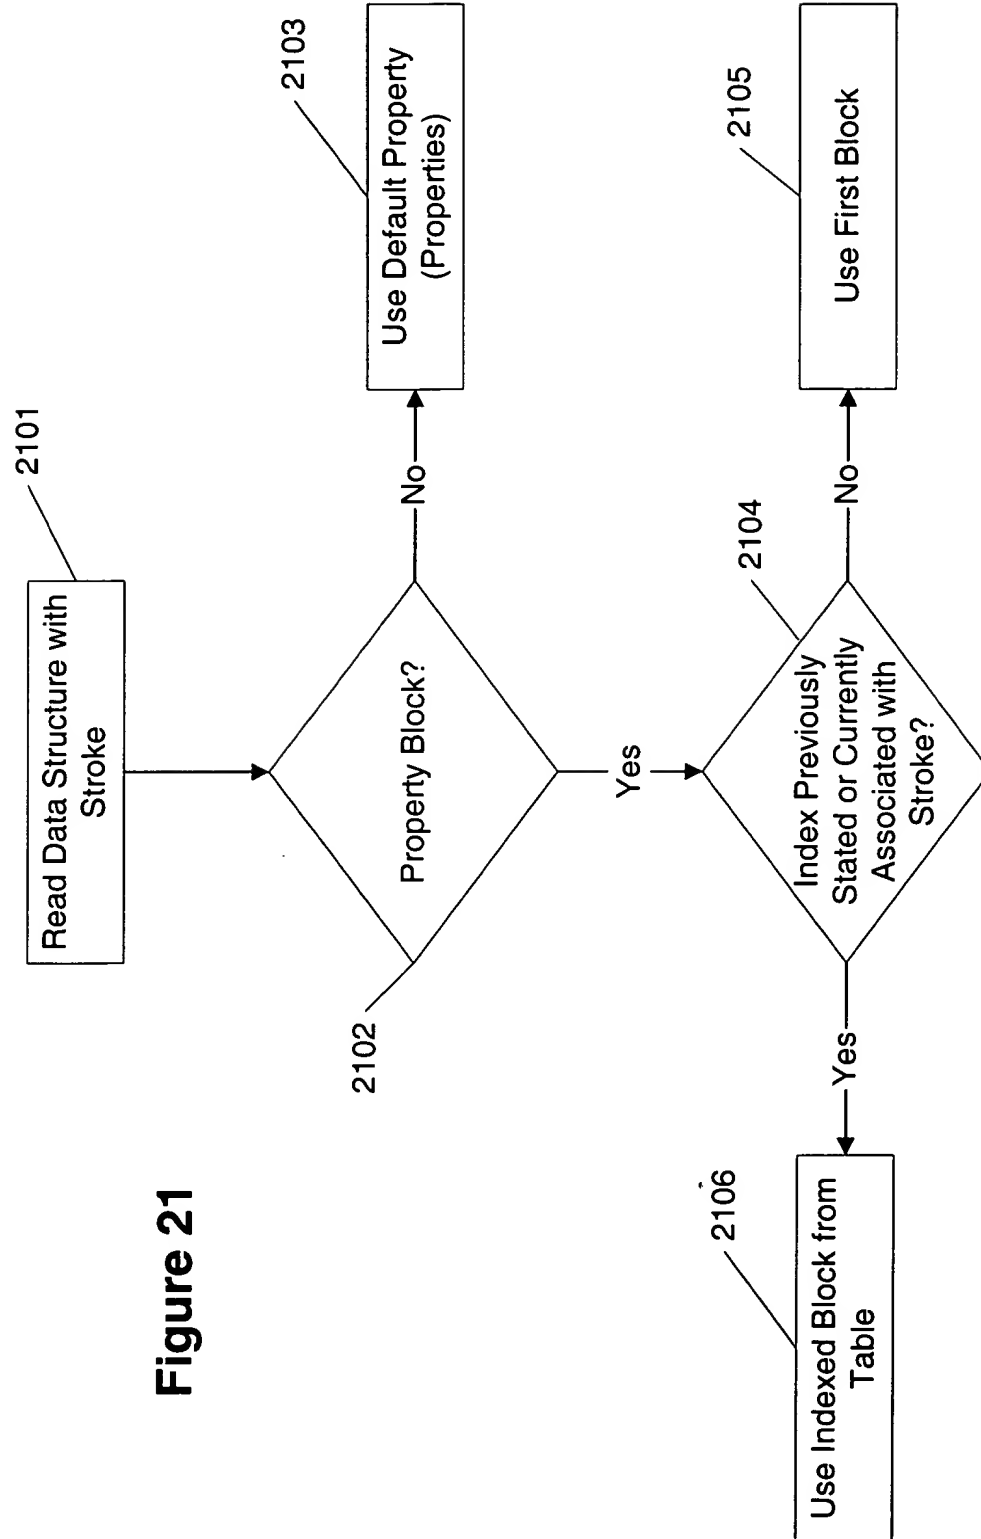 Figure 21
2101
Read Data Structure with
Stroke
2102
Property Block?
No
2103
Use Default Property
(Properties)
Yes
2104
Index Previously
Stated or Currently
Associated with
Stroke?
No
2105
Use First Block
Yes
2106
Use Indexed Block from
Table